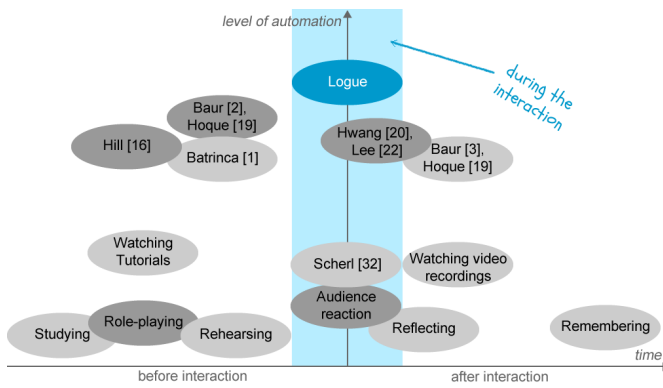 level of automation
during the
interaction
Logue
Baur [2],
Hoque [19]
Hill [16]
Batrinca [1]
Hwang [20],
Lee [22]
Baur [3],
Hoque [19]
Watching
Tutorials
Scherl [32]
Watching video
recordings
Audience
reaction
Studying
Role-playing
Rehearsing
Reflecting
Remembering
time
before interaction
after interaction